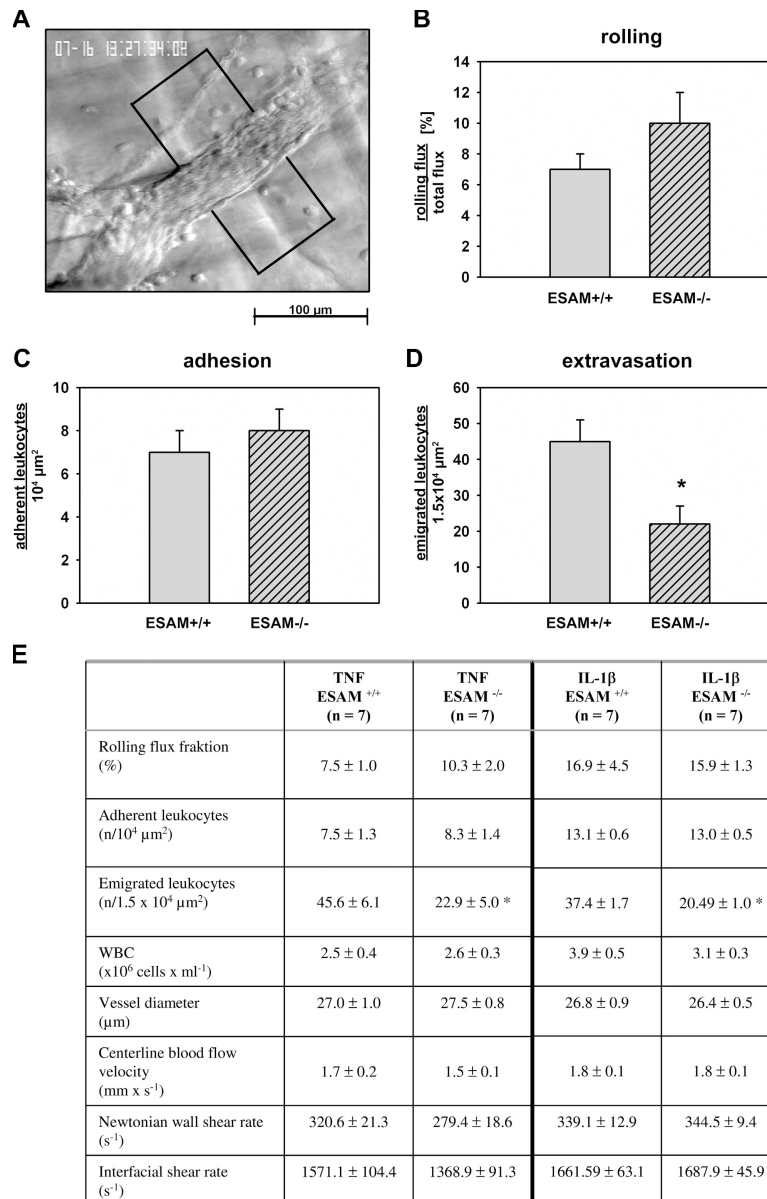 A
07-16 13:27:34:02
100 µm
B
rolling
rolling flux [%]
total flux
14
12
10
8
6
4
2
0
ESAM+/+ ESAM-/-
C
adhesion
adherent leukocytes
10⁴ µm²
10
8
6
4
2
0
ESAM+/+ ESAM-/-
D
extravasation
emigrated leukocytes
1.5x10⁴ µm²
60
50
40
30
20
10
0
*
ESAM+/+ ESAM-/-
E
TNF ESAM +/+ (n = 7) TNF ESAM -/- (n = 7) IL-1β ESAM +/+ (n = 7) IL-1β ESAM -/- (n = 7)
Rolling flux fraktion
(%) 7.5 ± 1.0 10.3 ± 2.0 16.9 ± 4.5 15.9 ± 1.3
Adherent leukocytes
(n/10⁴ µm²) 7.5 ± 1.3 8.3 ± 1.4 13.1 ± 0.6 13.0 ± 0.5
Emigrated leukocytes
(n/1.5 x 10⁴ µm²) 45.6 ± 6.1 22.9 ± 5.0 * 37.4 ± 1.7 20.49 ± 1.0 *
WBC
(x10⁶ cells x ml⁻¹) 2.5 ± 0.4 2.6 ± 0.3 3.9 ± 0.5 3.1 ± 0.3
Vessel diameter
(µm) 27.0 ± 1.0 27.5 ± 0.8 26.8 ± 0.9 26.4 ± 0.5
Centerline blood flow
velocity
(mm x s⁻¹) 1.7 ± 0.2 1.5 ± 0.1 1.8 ± 0.1 1.8 ± 0.1
Newtonian wall shear rate
(s⁻¹) 320.6 ± 21.3 279.4 ± 18.6 339.1 ± 12.9 344.5 ± 9.4
Interfacial shear rate
(s⁻¹) 1571.1 ± 104.4 1368.9 ± 91.3 1661.59 ± 63.1 1687.9 ± 45.9